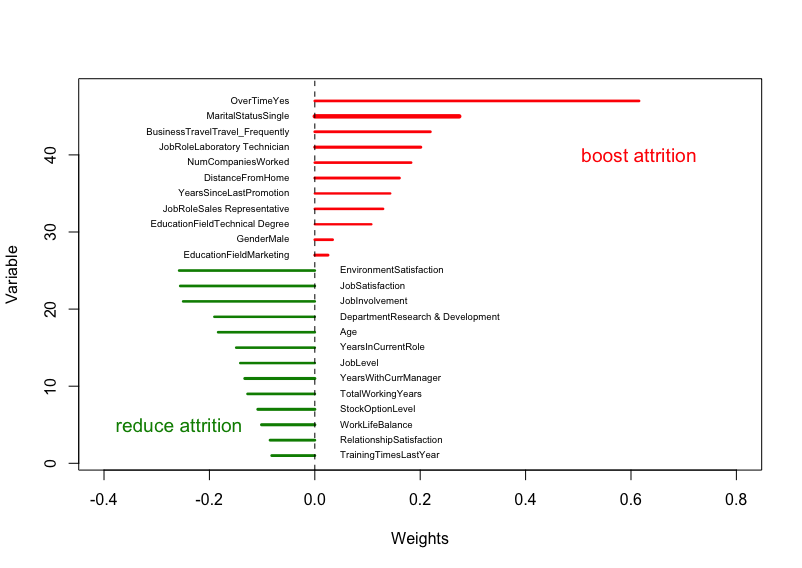 OverTimeYes
MaritalStatusSingle
BusinessTravelTravel_Frequently
JobRoleLaboratory Technician
NumCompaniesWorked
DistanceFromHome
YearsSinceLastPromotion
JobRoleSales Representative
EducationFieldTechnical Degree
GenderMale
EducationFieldMarketing
boost attrition
EnvironmentSatisfaction
JobSatisfaction
JobInvolvement
DepartmentResearch & Development
Age
YearsInCurrentRole
JobLevel
YearsWithCurrManager
TotalWorkingYears
StockOptionLevel
WorkLifeBalance
RelationshipSatisfaction
TrainingTimesLastYear
reduce attrition
Variable
40
30
20
10
0
-0.4 -0.2 0.0 0.2 0.4 0.6 0.8
Weights